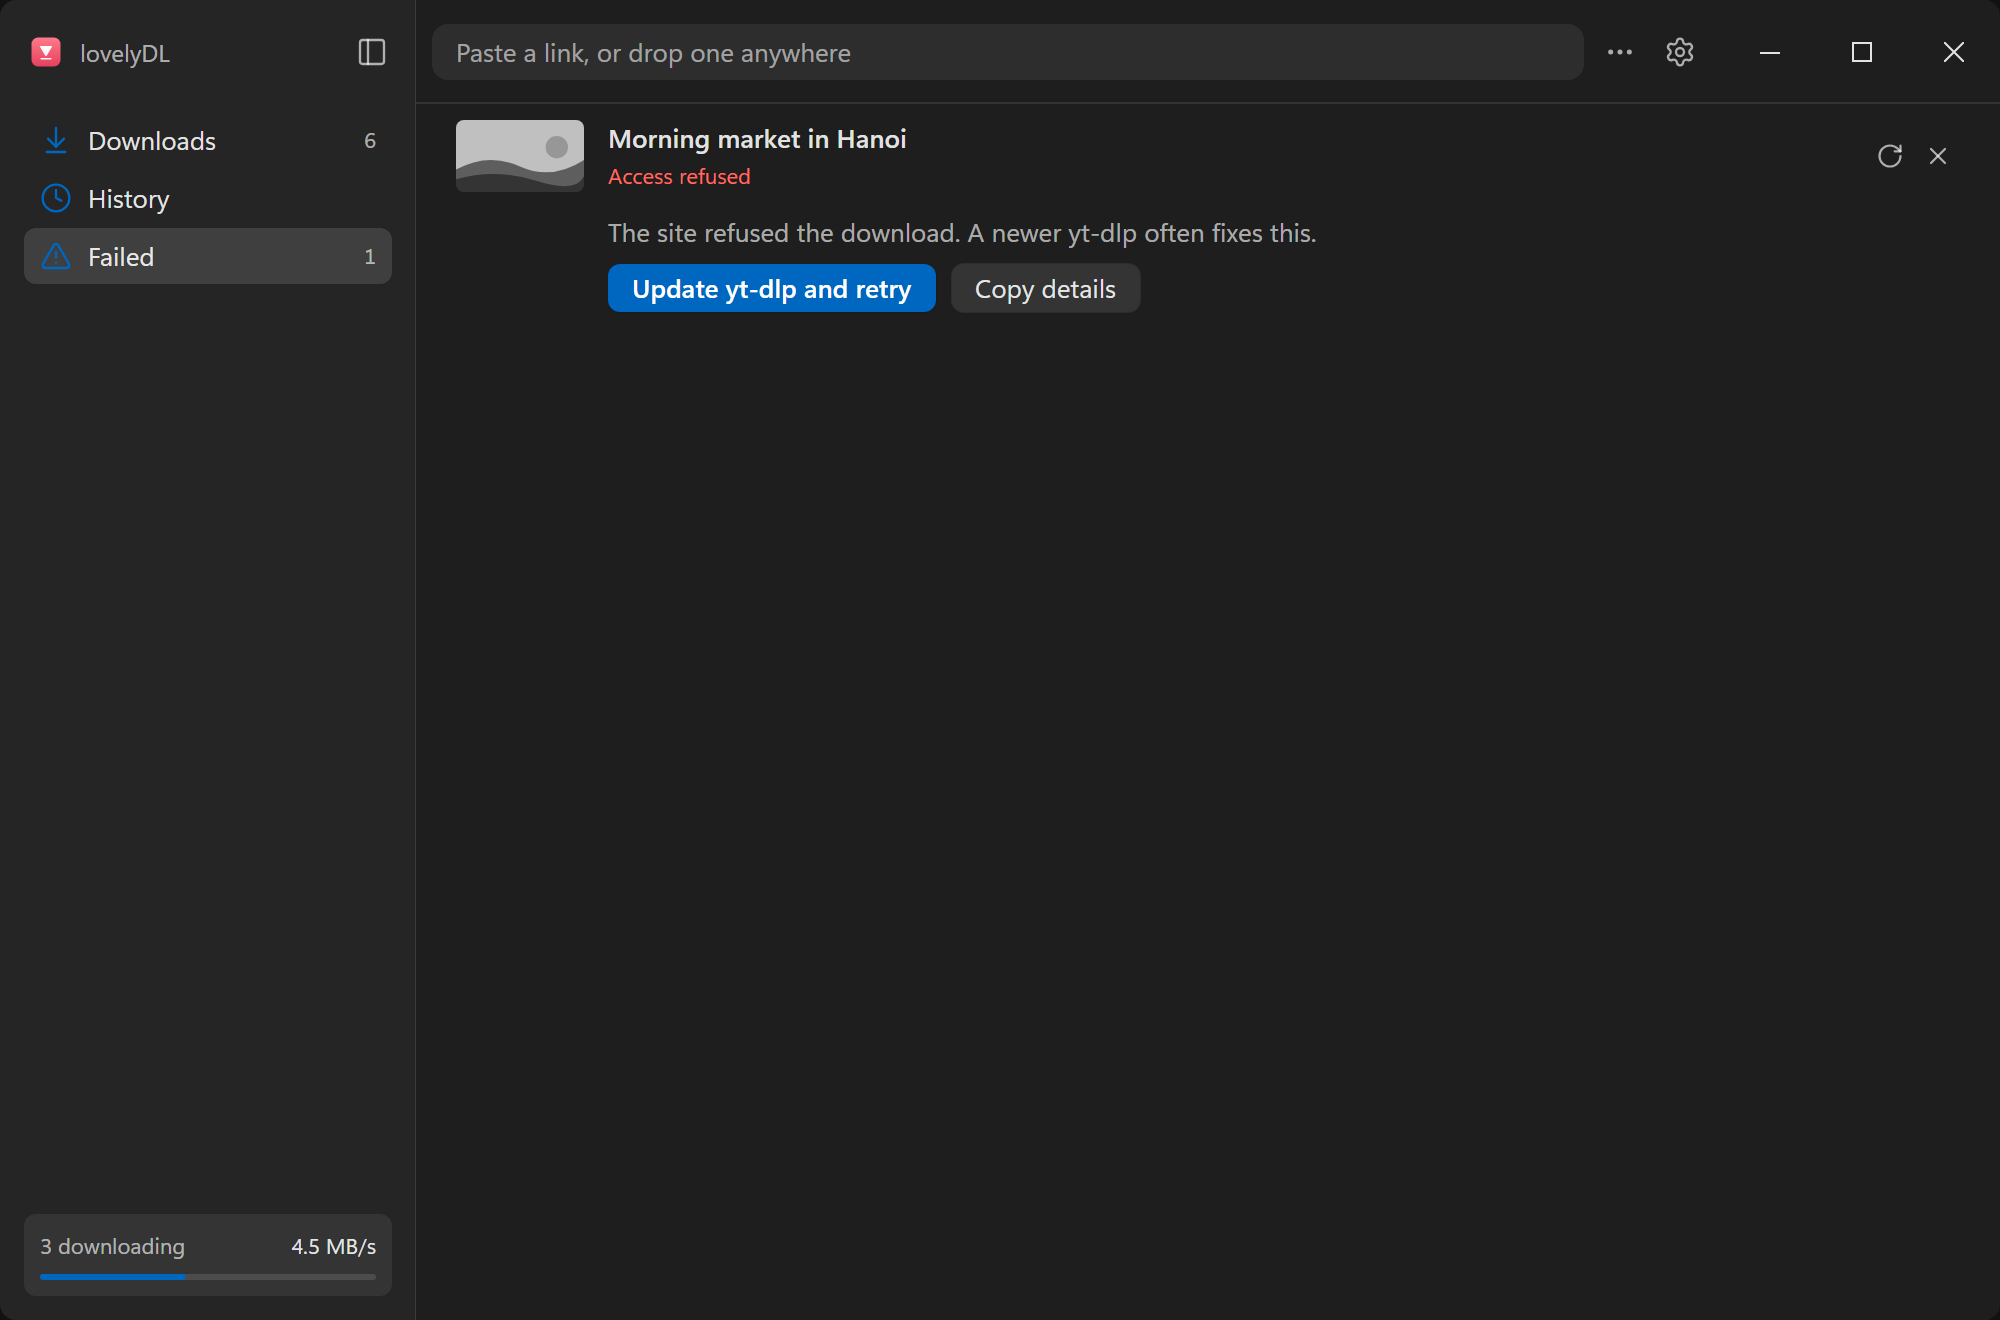 lovelyDL
Paste a link, or drop one anywhere
Downloads 6
History
Failed 1
Morning market in Hanoi
Access refused
The site refused the download. A newer yt-dlp often fixes this.
Update yt-dlp and retry
Copy details
3 downloading 4.5 MB/s